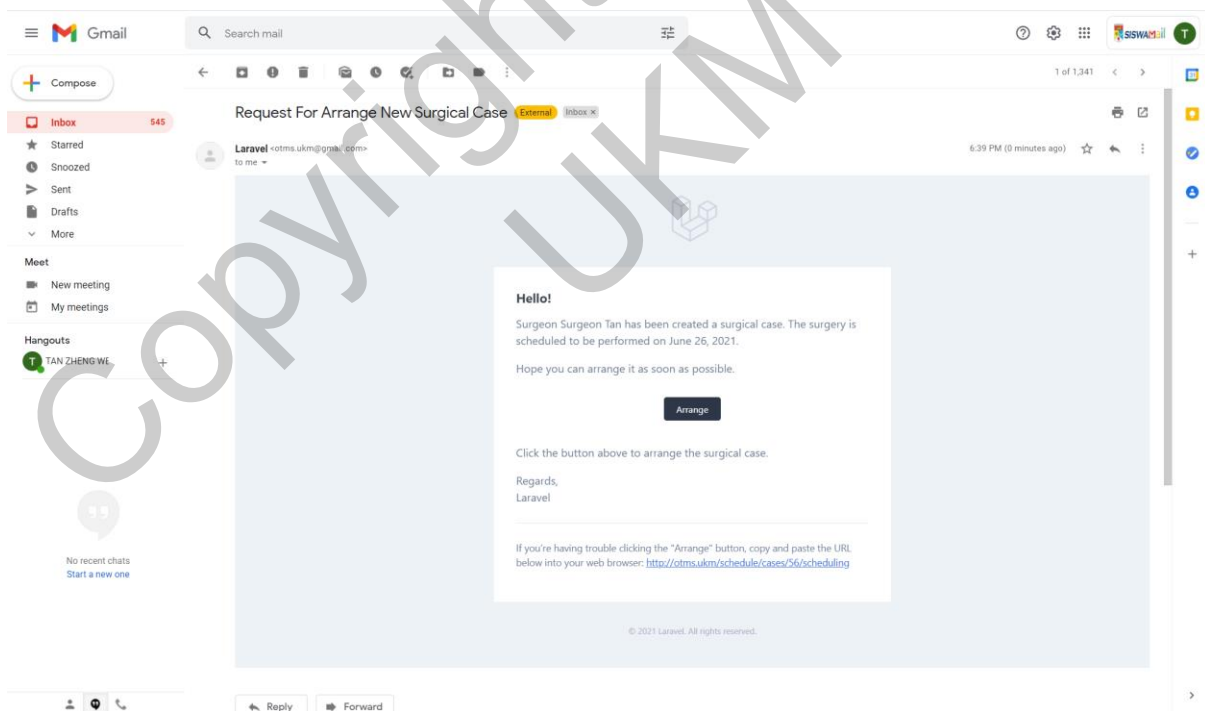 Gmail
Search mail
SISWAMail
T
Compose
1 of 1,341
Inbox 545
Starred
Snoozed
Sent
Drafts
More
Meet
New meeting
My meetings
Hangouts
T TAN ZHENG WE
No recent chats
Start a new one
Request For Arrange New Surgical Case External Inbox ×
Laravel <otms.ukm@gmail.com>
to me
6:39 PM (0 minutes ago)
Hello!
Surgeon Surgeon Tan has been created a surgical case. The surgery is
scheduled to be performed on June 26, 2021.
Hope you can arrange it as soon as possible.
Arrange
Click the button above to arrange the surgical case.
Regards,
Laravel
If you're having trouble clicking the "Arrange" button, copy and paste the URL
below into your web browser: http://otms.ukm/schedule/cases/56/scheduling
© 2021 Laravel. All rights reserved.
Reply
Forward
Copyright
UKM